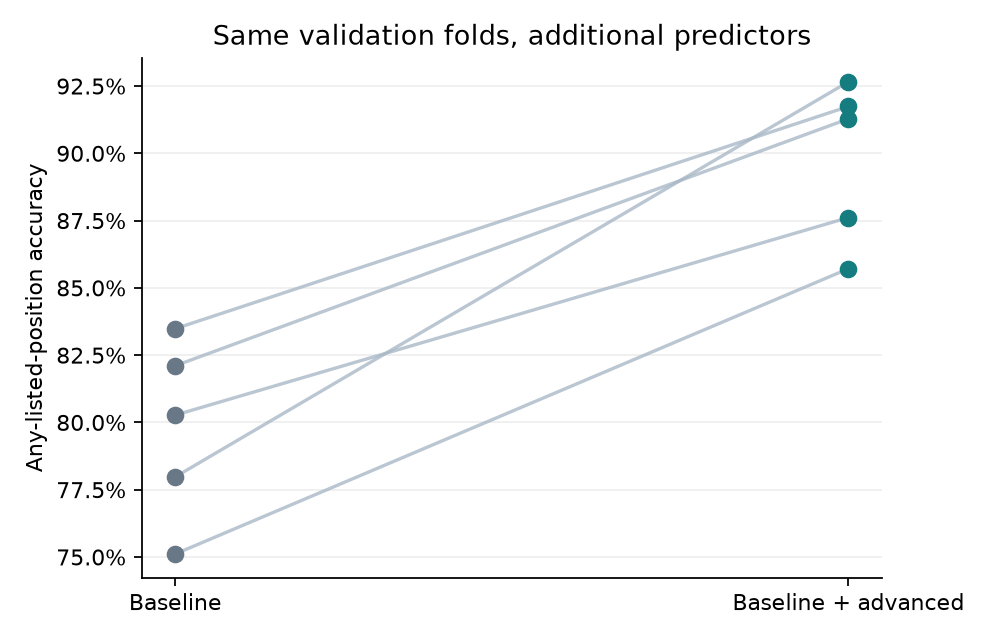 Same validation folds, additional predictors
Any-listed-position accuracy
92.5%
90.0%
87.5%
85.0%
82.5%
80.0%
77.5%
75.0%
Baseline
Baseline + advanced